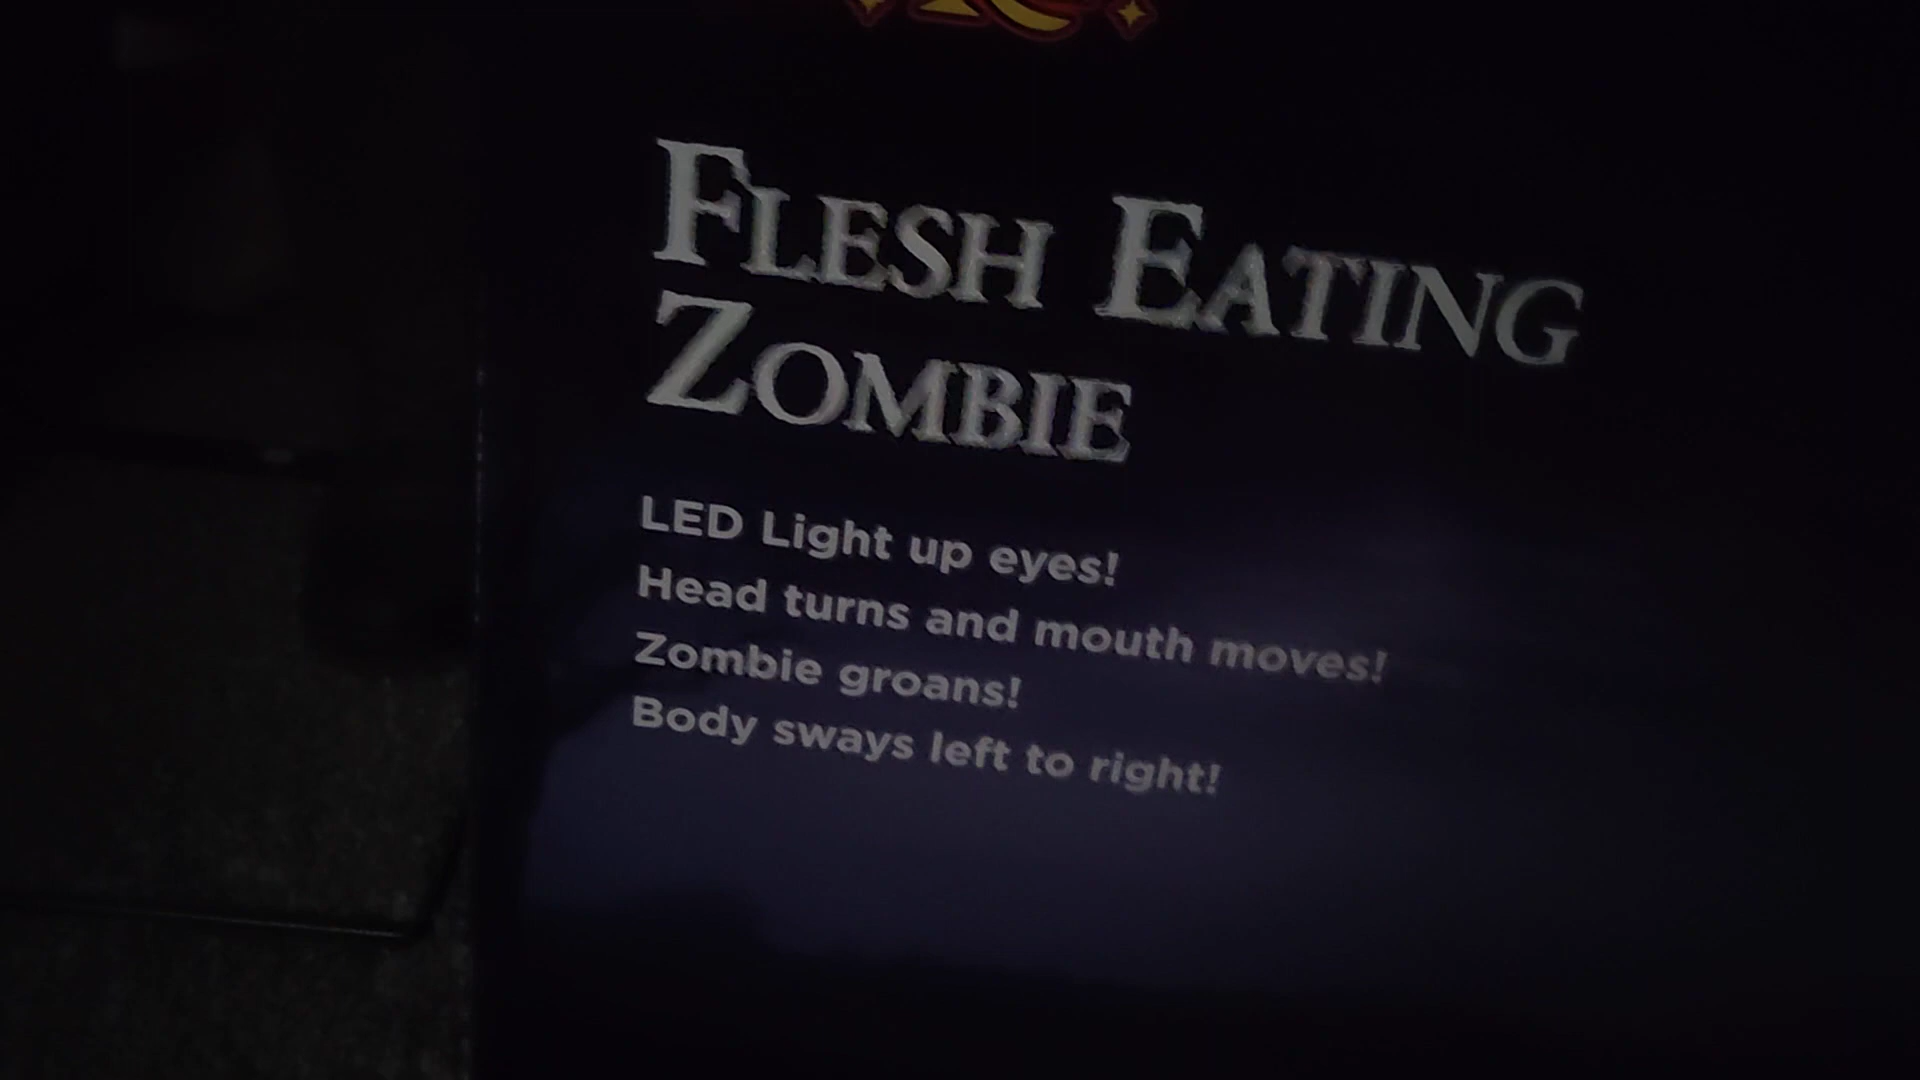 FLESH EATING
ZOMBIE
LED Light up eyes!
Head turns and mouth moves!
Zombie groans!
Body sways left to right!